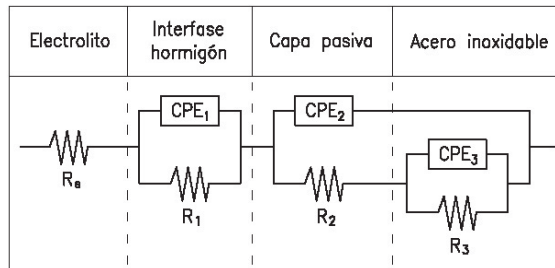 Electrolito
Interfase
hormigón
Capa pasiva
Acero inoxidable
CPE₁
CPE₂
CPE₃
Rₑ
R₁
R₂
R₃